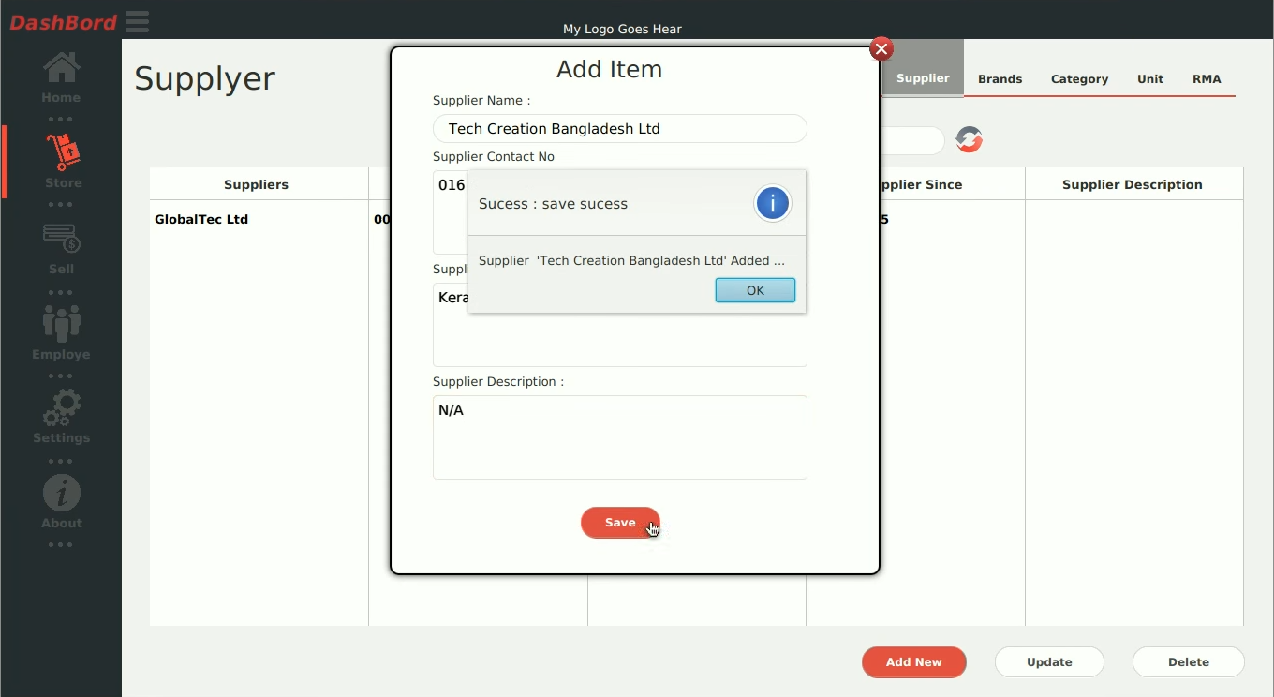 DashBord
My Logo Goes Hear
Home
Store
Sell
Employe
Settings
About
Supplyer
Supplier
Brands
Category
Unit
RMA
Suppliers
pplier Since
Supplier Description
GlobalTec Ltd
00
5
Add Item
Supplier Name :
Tech Creation Bangladesh Ltd
Supplier Contact No
016
Suppl
Kera
Sucess : save sucess
Supplier 'Tech Creation Bangladesh Ltd' Added ...
OK
Supplier Description :
N/A
Save
Add New
Update
Delete